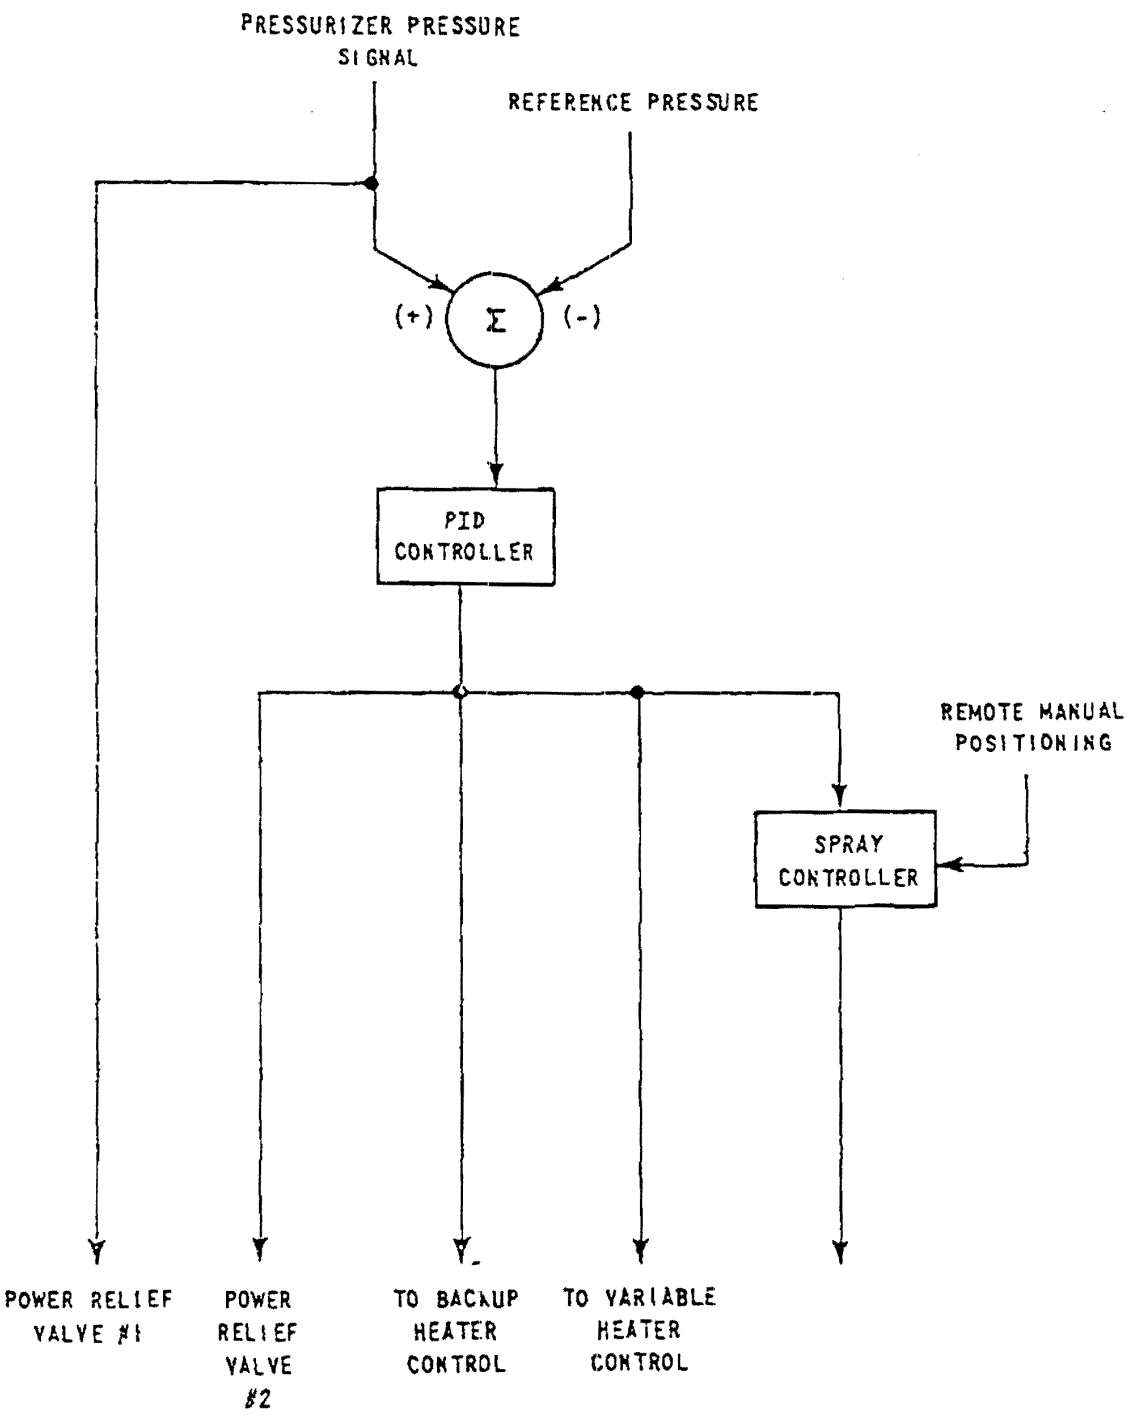 PRESSURIZER PRESSURE
SIGNAL
REFERENCE PRESSURE
(+)
Σ
(-)
PID
CONTROLLER
REMOTE MANUAL
POSITIONING
SPRAY
CONTROLLER
POWER RELIEF
VALVE #1
POWER
RELIEF
VALVE
#2
TO BACKUP
HEATER
CONTROL
TO VARIABLE
HEATER
CONTROL